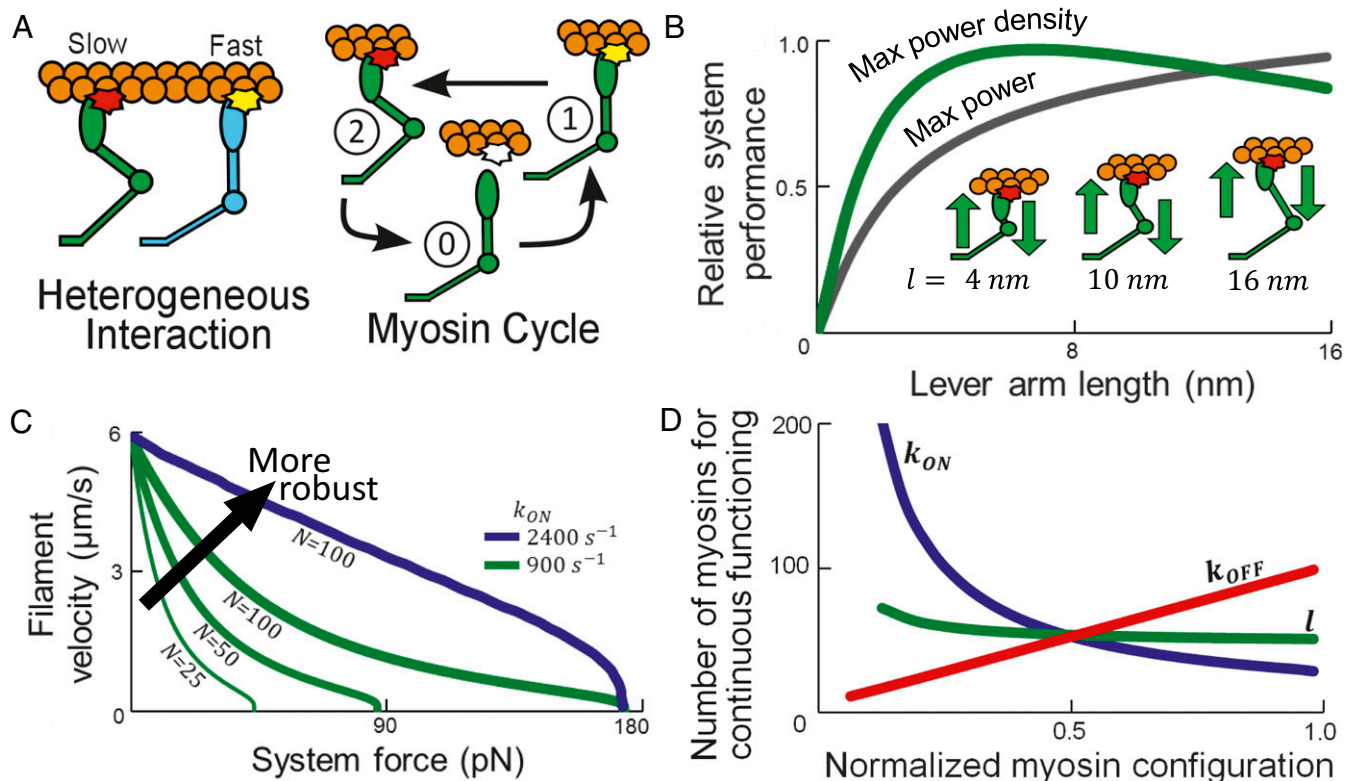 A
Slow
Fast
2
1
0
Heterogeneous
Interaction
Myosin Cycle
B
Max power density
Max power
1.0
0.5
0
8
16
Relative system
performance
l = 4 nm
10 nm
16 nm
Lever arm length (nm)
C
6
3
0
90
180
Filament
velocity (μm/s)
More
robust
k_ON
2400 s⁻¹
900 s⁻¹
N=100
N=100
N=50
N=25
System force (pN)
D
200
100
0
0.5
1.0
Number of myosins for
continuous functioning
k_ON
k_OFF
l
Normalized myosin configuration